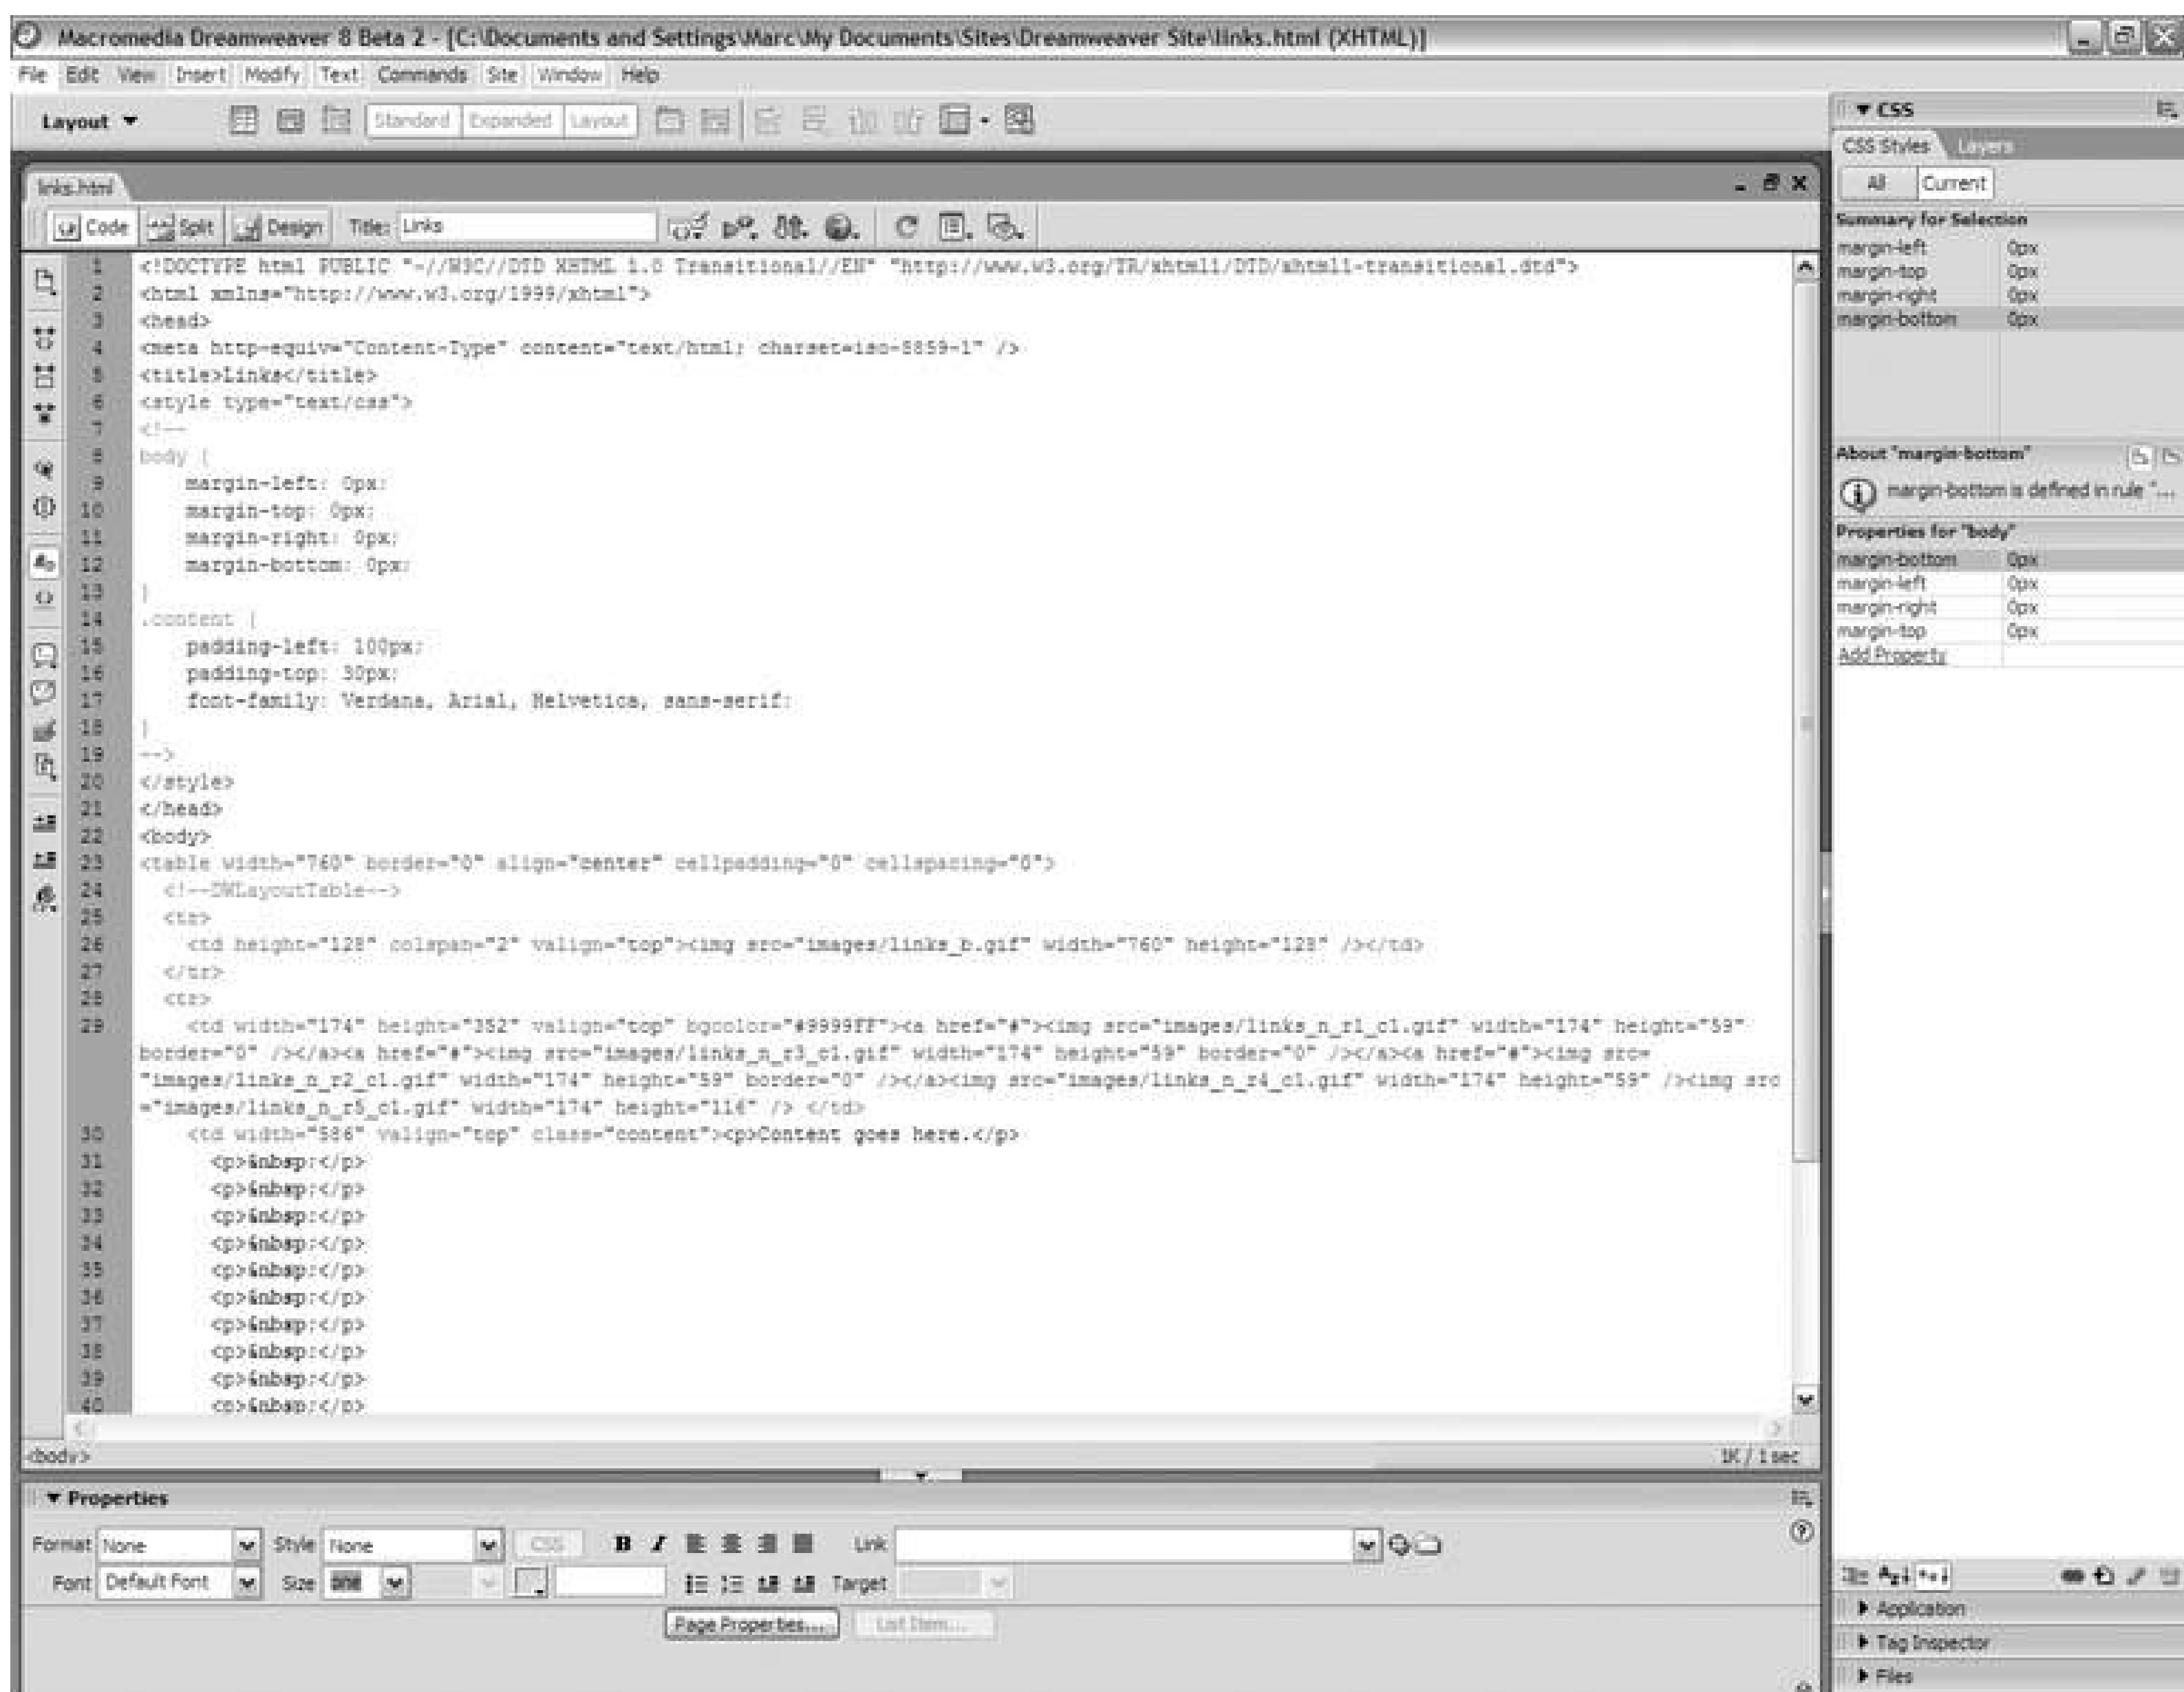 Macromedia Dreamweaver 8 Beta 2 - [C:\Documents and Settings\Marc\My Documents\Sites\Dreamweaver Site\links.html (XHTML)]
File Edit View Insert Modify Text Commands Site Window Help
Layout Standard Expanded Layout
links.html
Code Split Design Title: Links
1 <!DOCTYPE html PUBLIC "-//W3C//DTD XHTML 1.0 Transitional//EN" "http://www.w3.org/TR/xhtml1/DTD/xhtml1-transitional.dtd">
2 <html xmlns="http://www.w3.org/1999/xhtml">
3 <head>
4 <meta http-equiv="Content-Type" content="text/html; charset=iso-8859-1" />
5 <title>Links</title>
6 <style type="text/css">
7 <!--
8 body {
9 margin-left: 0px;
10 margin-top: 0px;
11 margin-right: 0px;
12 margin-bottom: 0px;
13 }
14 .content {
15 padding-left: 100px;
16 padding-top: 30px;
17 font-family: Verdana, Arial, Helvetica, sans-serif;
18 }
19 -->
20 </style>
21 </head>
22 <body>
23 <table width="760" border="0" align="center" cellpadding="0" cellspacing="0">
24 <!--DWLayoutTable-->
25 <tr>
26 <td height="128" colspan="2" valign="top"><img src="images/links_b.gif" width="760" height="128" /></td>
27 </tr>
28 <tr>
29 <td width="174" height="352" valign="top" bgcolor="#9999FF"><a href="#"><img src="images/links_n_r1_c1.gif" width="174" height="59"
border="0" /></a><a href="#"><img src="images/links_n_r3_c1.gif" width="174" height="59" border="0" /></a><a href="#"><img src=
"images/links_n_r2_c1.gif" width="174" height="59" border="0" /></a><img src="images/links_n_r4_c1.gif" width="174" height="59" /><img src
="images/links_n_r5_c1.gif" width="174" height="116" /> </td>
30 <td width="586" valign="top" class="content"><p>Content goes here.</p>
31 <p>&nbsp;</p>
32 <p>&nbsp;</p>
33 <p>&nbsp;</p>
34 <p>&nbsp;</p>
35 <p>&nbsp;</p>
36 <p>&nbsp;</p>
37 <p>&nbsp;</p>
38 <p>&nbsp;</p>
39 <p>&nbsp;</p>
40 <p>&nbsp;</p>
<body> 1K / 1 sec
Properties
Format None Style None CSS B I Link
Font Default Font Size Target
Page Properties... List Item...
CSS
CSS Styles Layers
All Current
Summary for Selection
margin-left 0px
margin-top 0px
margin-right 0px
margin-bottom 0px
About "margin-bottom"
margin-bottom is defined in rule "...
Properties for "body"
margin-bottom 0px
margin-left 0px
margin-right 0px
margin-top 0px
Add Property
Application
Tag Inspector
Files